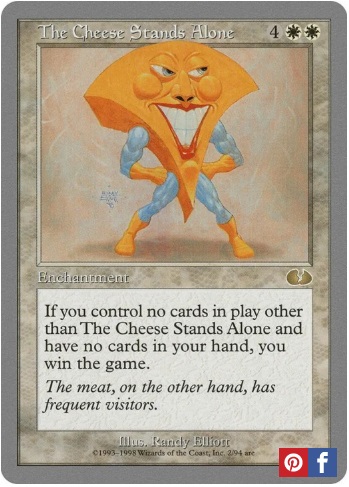 The Cheese Stands Alone 4
Enchantment
If you control no cards in play other
than The Cheese Stands Alone and
have no cards in your hand, you
win the game.
The meat, on the other hand, has
frequent visitors.
Illus. Randy Elliott
©1993–1998 Wizards of the Coast, Inc. 2/94